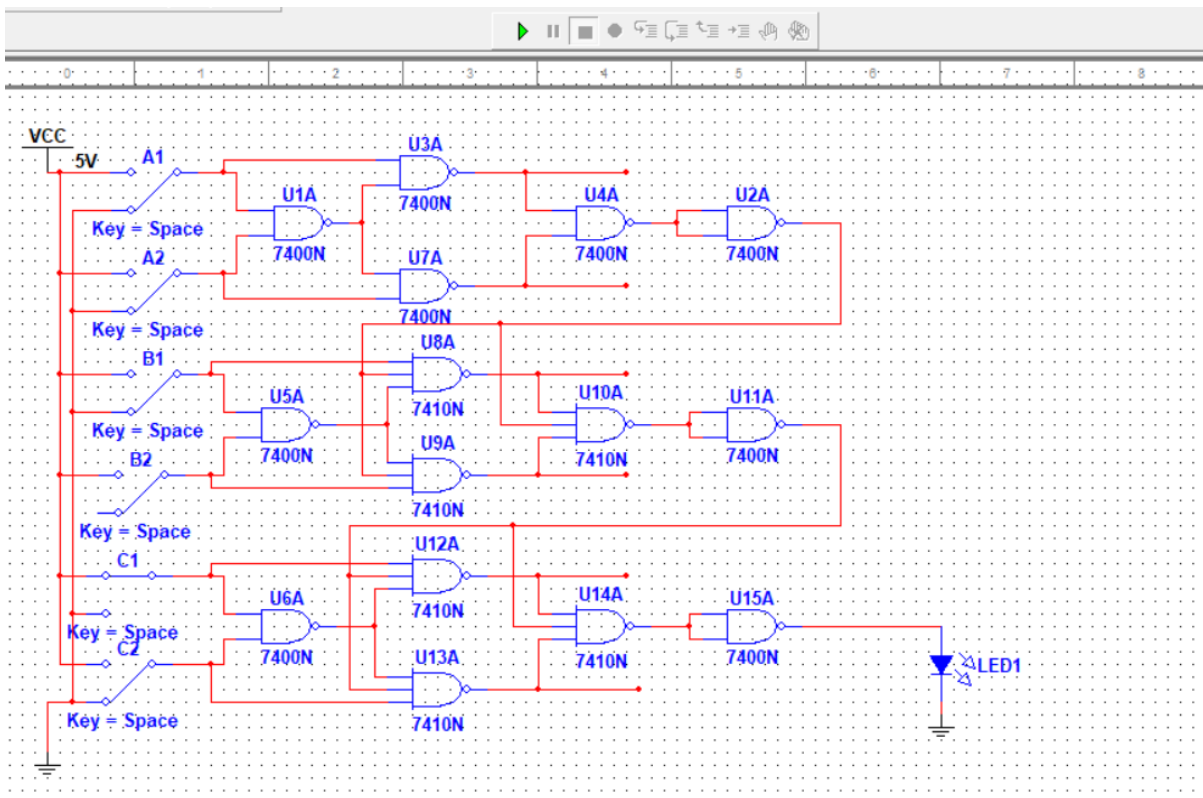 0 1 2 3 4 5 6 7 8
VCC
5V
A1
U3A
7400N
U1A
7400N
U4A
7400N
U2A
7400N
Key = Space
A2
U7A
7400N
Key = Space
B1
U8A
7410N
U5A
7400N
U10A
7410N
U11A
7400N
Key = Space
B2
U9A
7410N
Key = Space
C1
U12A
7410N
U6A
7400N
U14A
7410N
U15A
7400N
Key = Space
C2
U13A
7410N
LED1
Key = Space